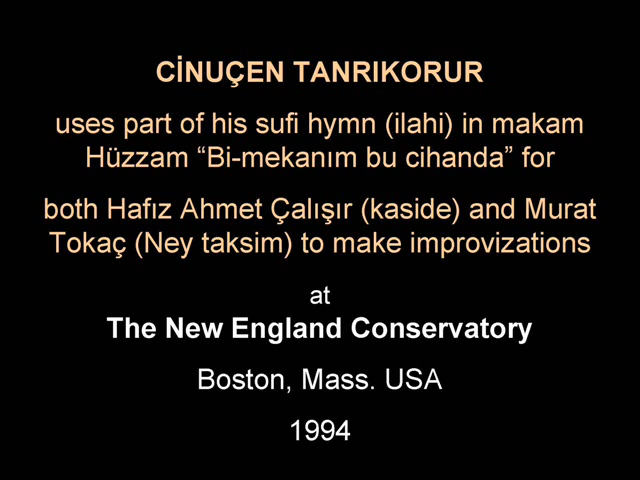 CİNUÇEN TANRIKORUR
uses part of his sufi hymn (ilahi) in makam
Hüzzam “Bi-mekanım bu cihanda” for
both Hafız Ahmet Çalışır (kaside) and Murat
Tokaç (Ney taksim) to make improvizations
at
The New England Conservatory
Boston, Mass. USA
1994